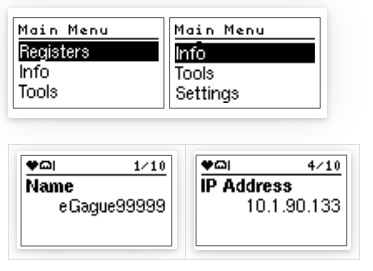 Main Menu
Registers
Info
Tools
Main Menu
Info
Tools
Settings
1/10
Name
eGague99999
4/10
IP Address
10.1.90.133